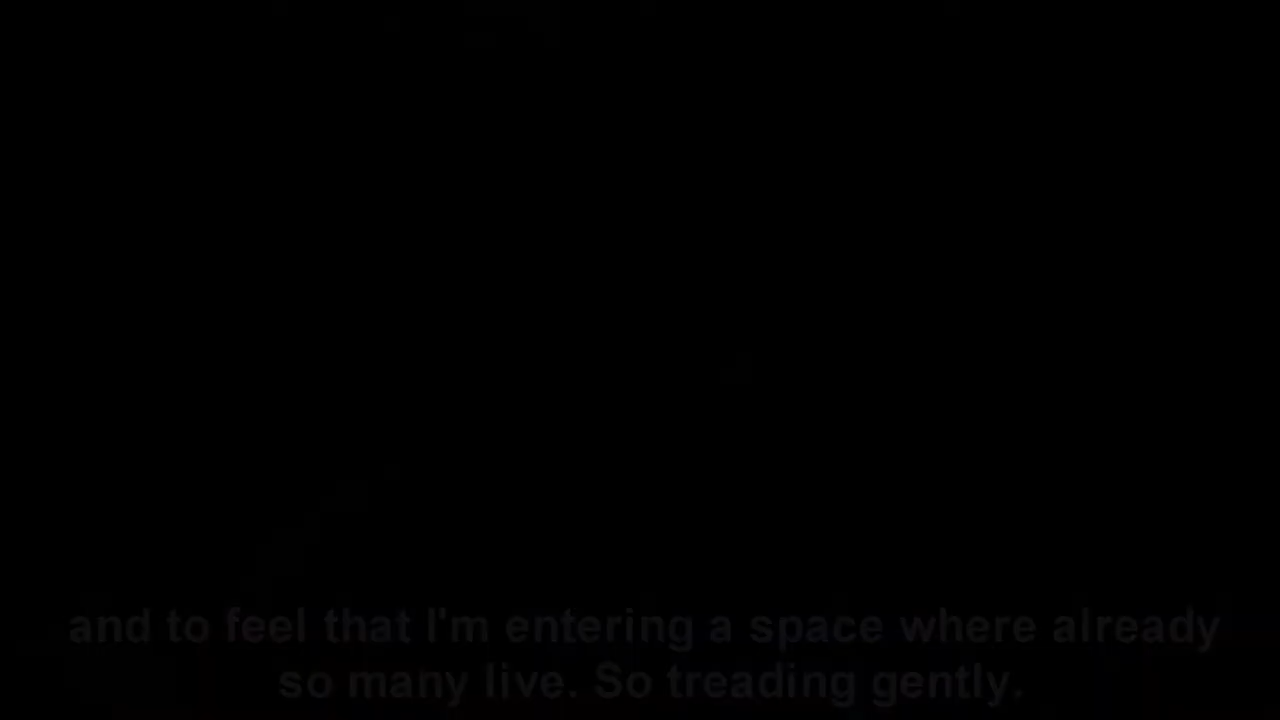 and to feel that I'm entering a space where already
so many live. So treading gently.